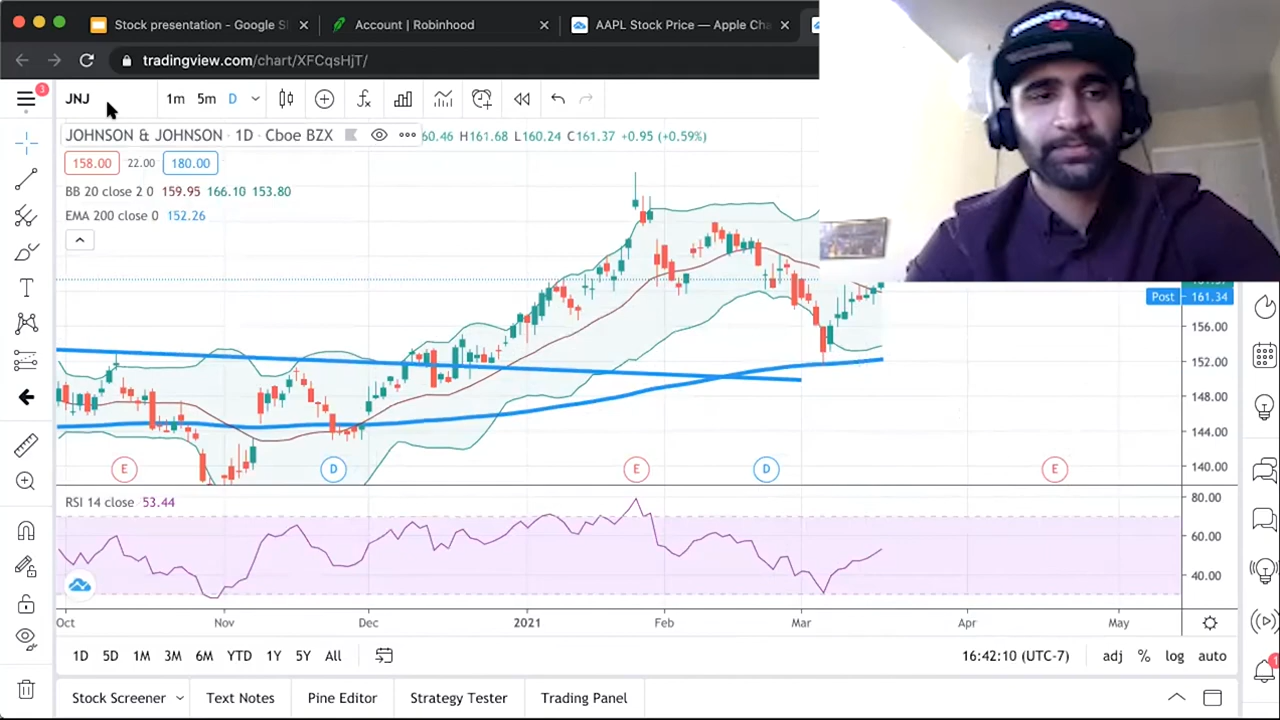 Stock presentation - Google Sl
Account | Robinhood
AAPL Stock Price — Apple Cha
tradingview.com/chart/XFCqsHjT/
3
JNJ
1m 5m D
JOHNSON & JOHNSON · 1D · Cboe BZX
60.46 H161.68 L160.24 C161.37 +0.95 (+0.59%)
158.00 22.00 180.00
BB 20 close 2 0 159.95 166.10 153.80
EMA 200 close 0 152.26
Post 161.34
156.00
152.00
148.00
144.00
140.00
E D E D E
RSI 14 close 53.44
80.00
60.00
40.00
Oct Nov Dec 2021 Feb Mar Apr May
1D 5D 1M 3M 6M YTD 1Y 5Y All
16:42:10 (UTC-7) adj % log auto
Stock Screener Text Notes Pine Editor Strategy Tester Trading Panel